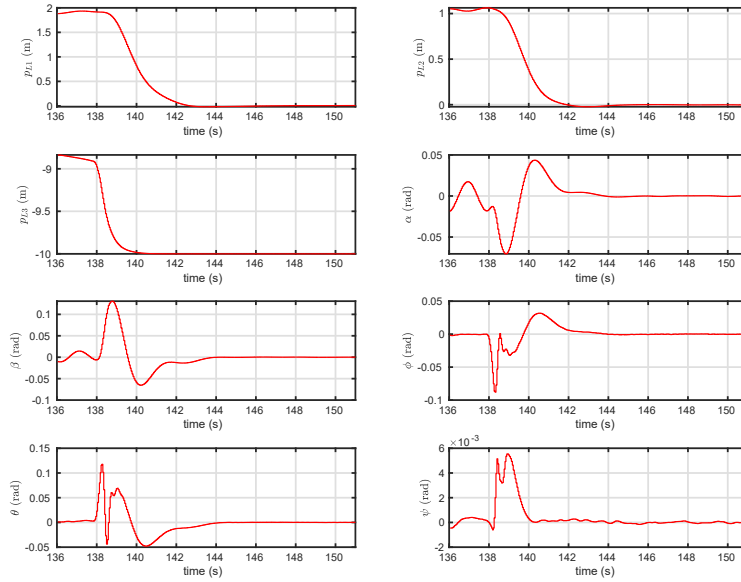 2
1.5
1
0.5
0
p_{L1} (m)
136 138 140 142 144 146 148 150
time (s)
1
0.5
0
p_{L2} (m)
136 138 140 142 144 146 148 150
time (s)
-9
-9.5
-10
p_{L3} (m)
136 138 140 142 144 146 148 150
time (s)
0.05
0
-0.05
α (rad)
136 138 140 142 144 146 148 150
time (s)
0.1
0.05
0
-0.05
-0.1
β (rad)
136 138 140 142 144 146 148 150
time (s)
0.05
0
-0.05
-0.1
ϕ (rad)
136 138 140 142 144 146 148 150
time (s)
0.15
0.1
0.05
0
-0.05
θ (rad)
136 138 140 142 144 146 148 150
time (s)
×10^{-3}
6
4
2
0
-2
ψ (rad)
136 138 140 142 144 146 148 150
time (s)